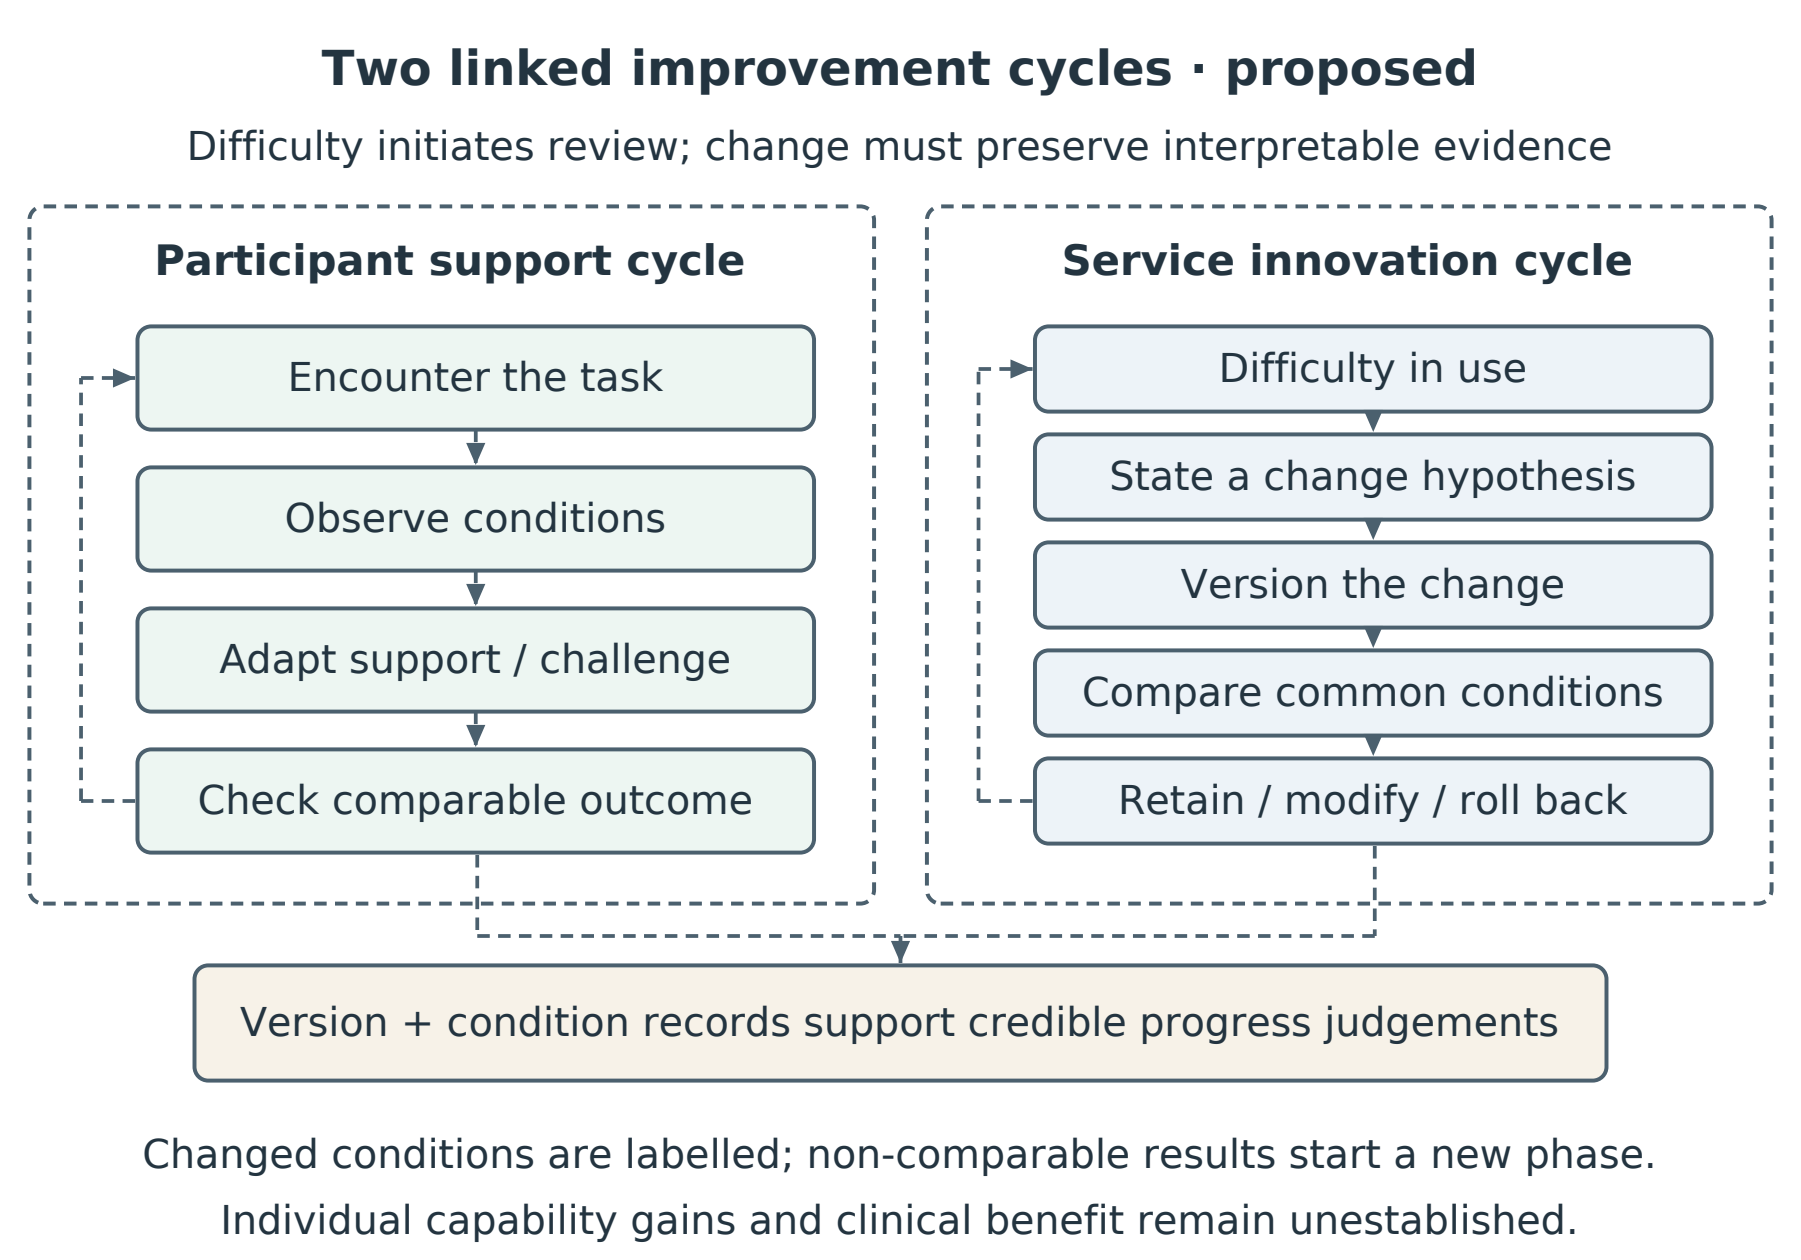 Two linked improvement cycles · proposed
Difficulty initiates review; change must preserve interpretable evidence
Participant support cycle
Encounter the task
Observe conditions
Adapt support / challenge
Check comparable outcome
Service innovation cycle
Difficulty in use
State a change hypothesis
Version the change
Compare common conditions
Retain / modify / roll back
Version + condition records support credible progress judgements
Changed conditions are labelled; non-comparable results start a new phase.
Individual capability gains and clinical benefit remain unestablished.